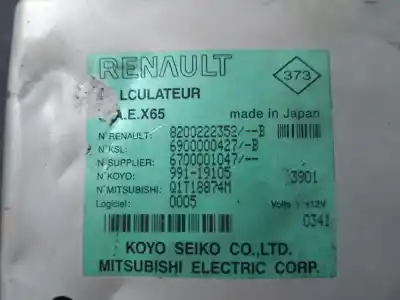 RENAULT
373
LCULATEUR
.A.E.X65
made in Japan
N°RENAULT: 8200222352/--B
N°KSL: 6900000427/-B
N°SUPPLIER: 6700001047/--
N°KOYO: 991-19105
3901
N°MITSUBISHI: Q1T18874M
Logiciel: 0005
Volts : +12V
0341
KOYO SEIKO CO.,LTD.
MITSUBISHI ELECTRIC CORP.